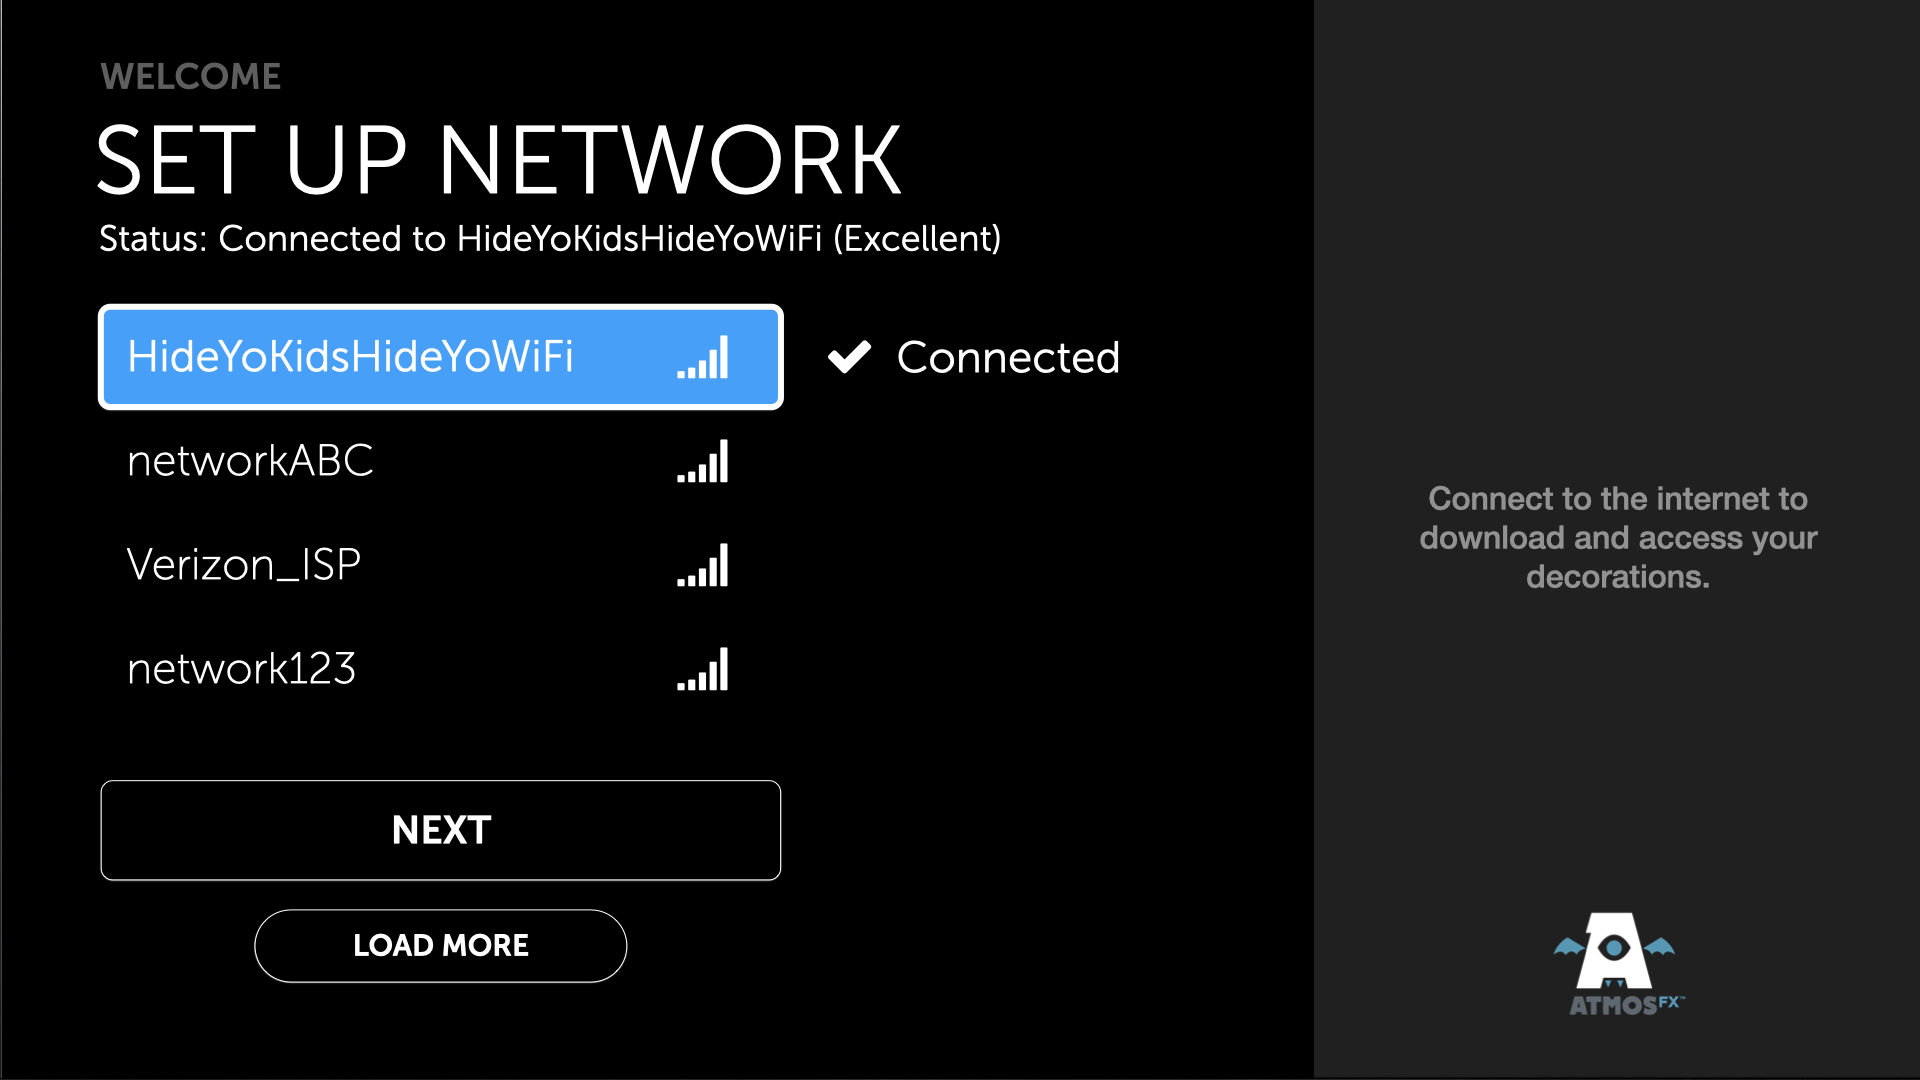 WELCOME
SET UP NETWORK
Status: Connected to HideYoKidsHideYoWiFi (Excellent)
HideYoKidsHideYoWiFi
Connected
networkABC
Verizon_ISP
network123
NEXT
LOAD MORE
Connect to the internet to
download and access your
decorations.
ATMOSFX™